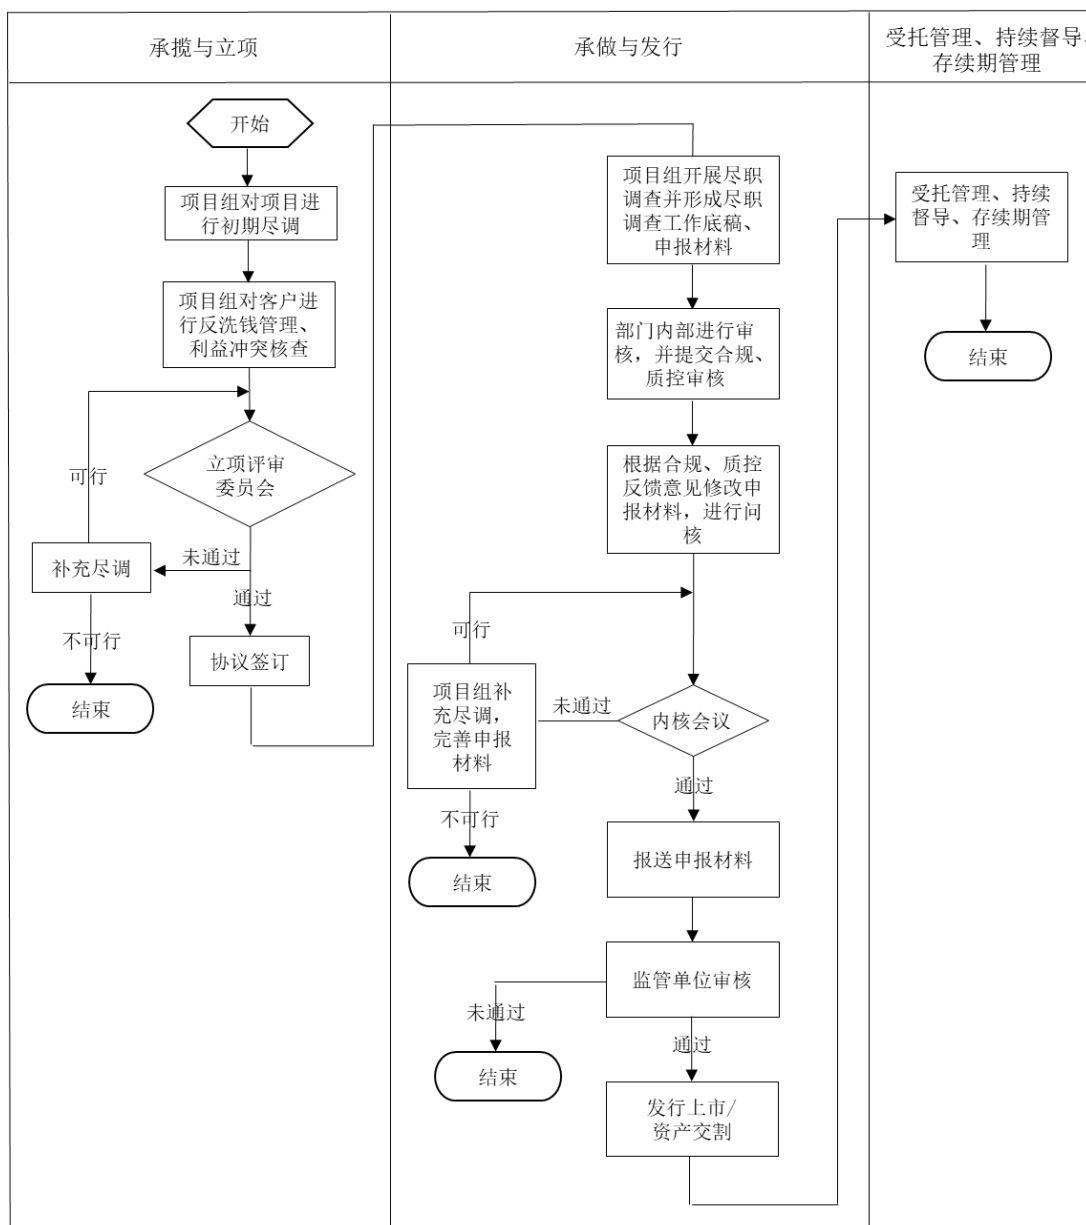 承揽与立项
承做与发行
受托管理、持续督导、
存续期管理
开始
项目组对项目进
行初期尽调
项目组对客户进
行反洗钱管理、
利益冲突核查
立项评审
委员会
可行
未通过
补充尽调
通过
不可行
协议签订
结束
项目组开展尽职
调查并形成尽职
调查工作底稿、
申报材料
部门内部进行审
核，并提交合规、
质控审核
根据合规、质控
反馈意见修改申
报材料，进行问
核
可行
项目组补
充尽调，
完善申报
材料
未通过
内核会议
通过
不可行
结束
报送申报材料
监管单位审核
未通过
结束
通过
发行上市/
资产交割
受托管理、持续
督导、存续期管
理
结束